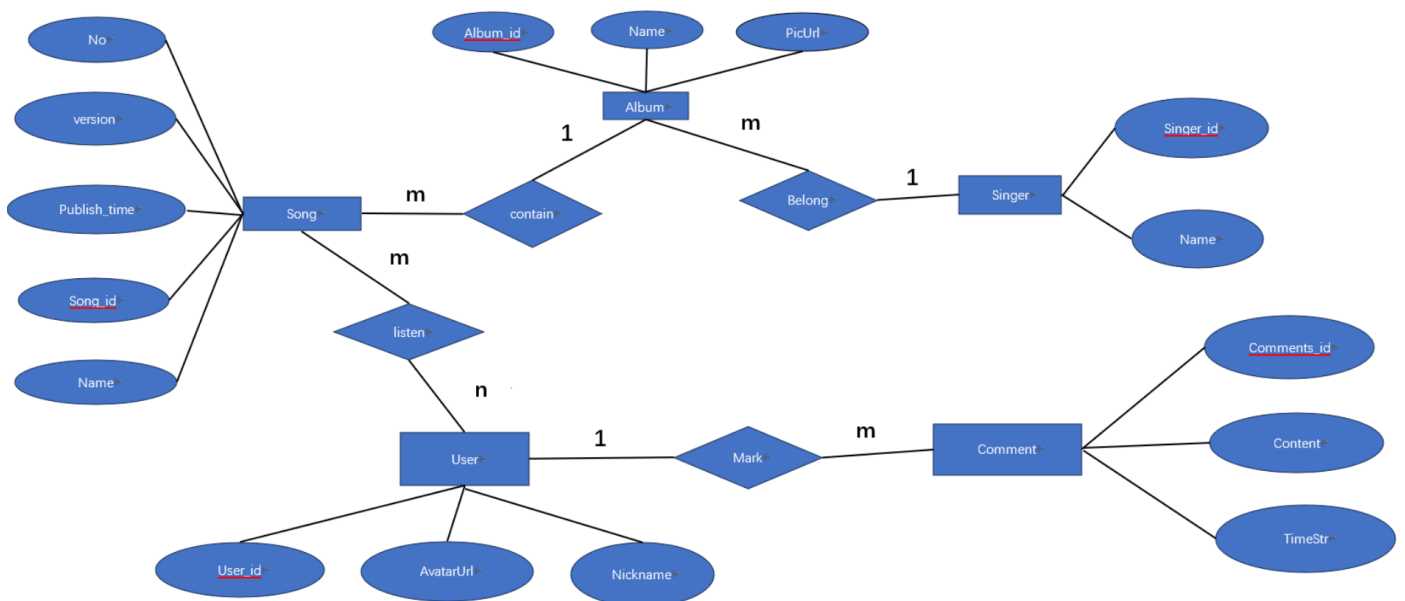 No
Album_id
Name
PicUrl
version
Album
1
m
Singer_id
m
1
Publish_time
Song
contain
Belong
Singer
Name
m
Song_id
listen
Comments_id
Name
n
1
m
Content
User
Mark
Comment
User_id
AvatarUrl
Nickname
TimeStr